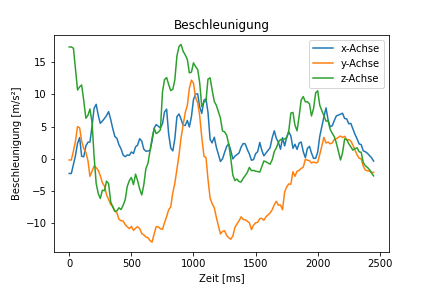 Beschleunigung
x-Achse
y-Achse
z-Achse
Beschleunigung [m/s²]
15
10
5
0
−5
−10
0 500 1000 1500 2000 2500
Zeit [ms]